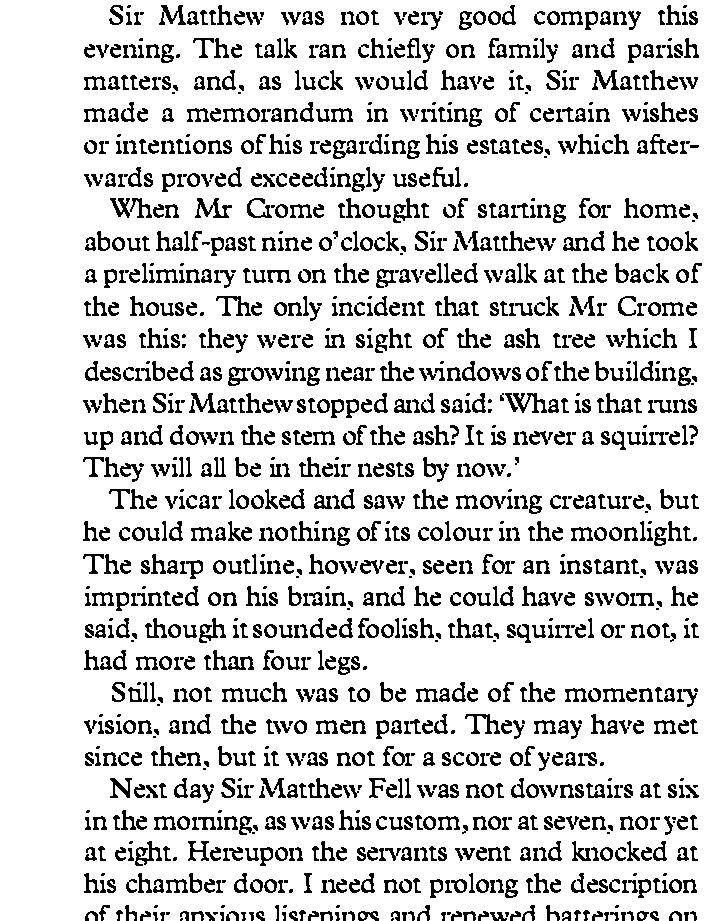 Sir Matthew was not very good company this
evening. The talk ran chiefly on family and parish
matters, and, as luck would have it, Sir Matthew
made a memorandum in writing of certain wishes
or intentions of his regarding his estates, which after-
wards proved exceedingly useful.
When Mr Crome thought of starting for home,
about half-past nine o'clock, Sir Matthew and he took
a preliminary turn on the gravelled walk at the back of
the house. The only incident that struck Mr Crome
was this: they were in sight of the ash tree which I
described as growing near the windows of the building,
when Sir Matthew stopped and said: ‘What is that runs
up and down the stem of the ash? It is never a squirrel?
They will all be in their nests by now.’
The vicar looked and saw the moving creature, but
he could make nothing of its colour in the moonlight.
The sharp outline, however, seen for an instant, was
imprinted on his brain, and he could have sworn, he
said, though it sounded foolish, that, squirrel or not, it
had more than four legs.
Still, not much was to be made of the momentary
vision, and the two men parted. They may have met
since then, but it was not for a score of years.
Next day Sir Matthew Fell was not downstairs at six
in the morning, as was his custom, nor at seven, nor yet
at eight. Hereupon the servants went and knocked at
his chamber door. I need not prolong the description
of their anxious listenings and renewed batterings on